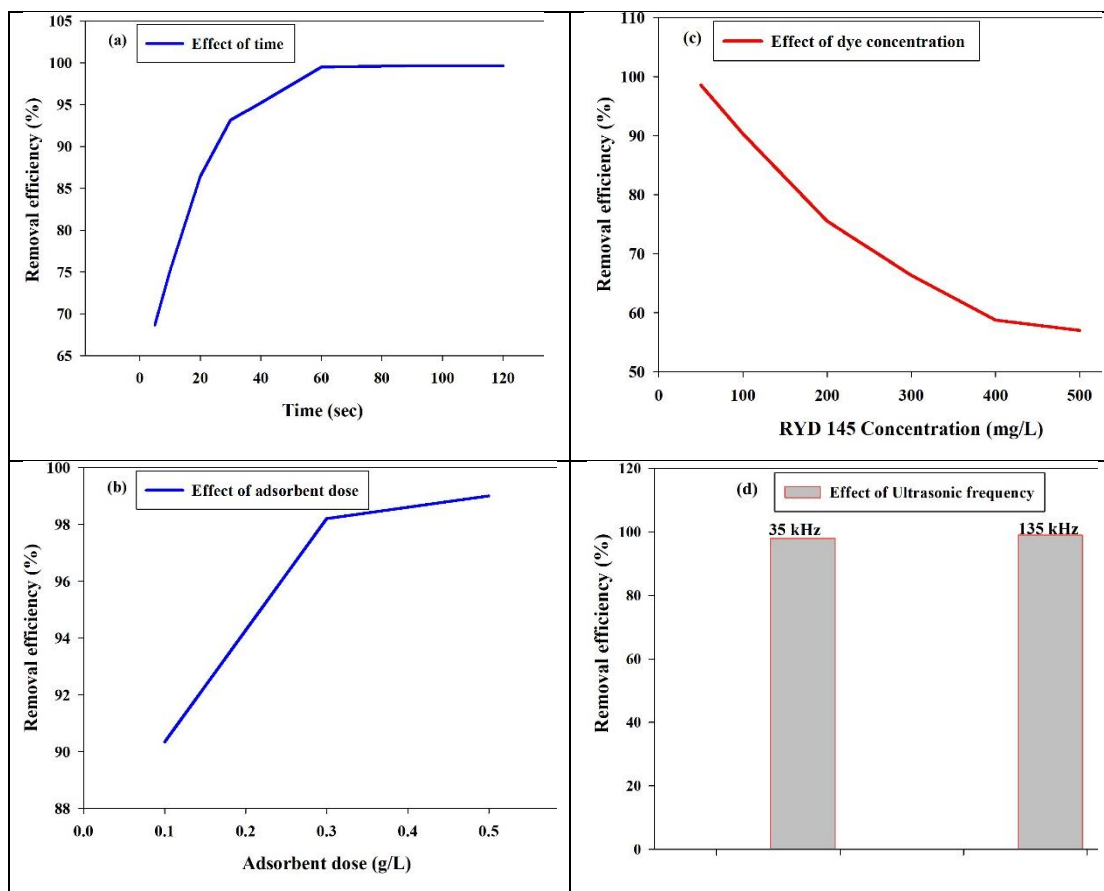 (a)
Effect of time
Removal efficiency (%)
105
100
95
90
85
80
75
70
65
0 20 40 60 80 100 120
Time (sec)
(c)
Effect of dye concentration
Removal efficiency (%)
110
100
90
80
70
60
50
0 100 200 300 400 500
RYD 145 Concentration (mg/L)
(b)
Effect of adsorbent dose
Removal efficiency (%)
100
98
96
94
92
90
88
0.0 0.1 0.2 0.3 0.4 0.5
Adsorbent dose (g/L)
(d)
Effect of Ultrasonic frequency
Removal efficiency (%)
120
100
80
60
40
20
0
35 kHz 135 kHz